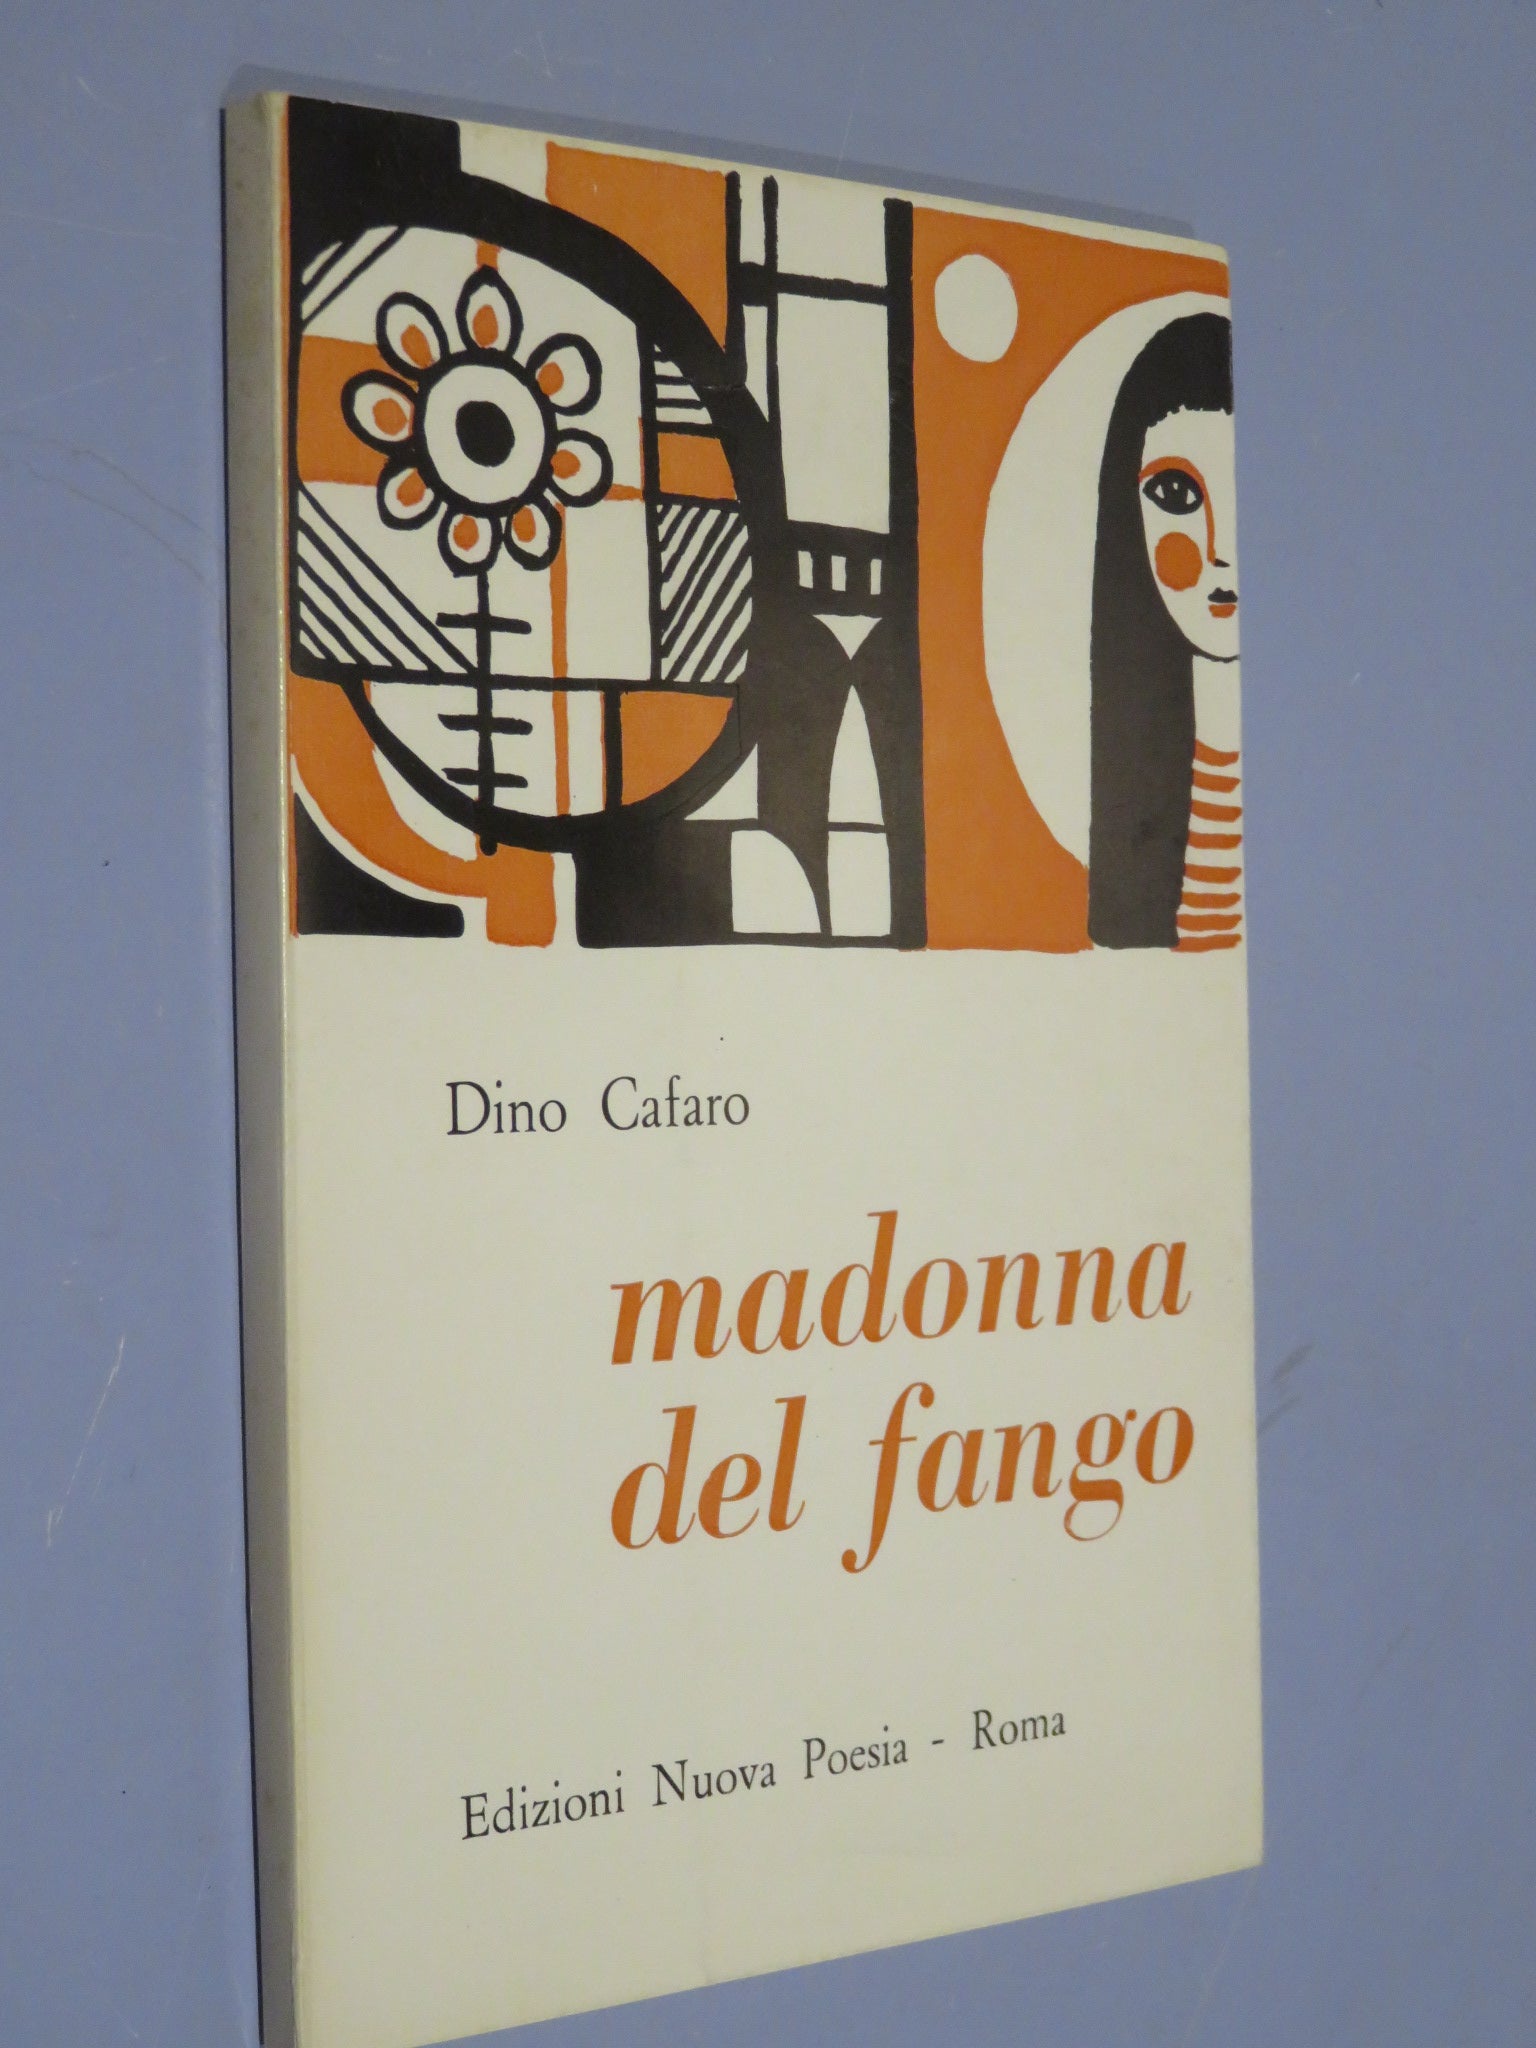 Dino Cafaro
madonna
del fango
Edizioni Nuova Poesia - Roma